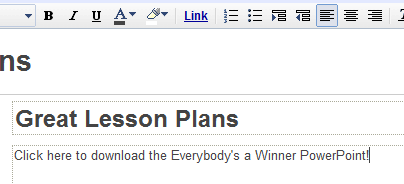 B I U A Link
ns
Great Lesson Plans
Click here to download the Everybody's a Winner PowerPoint!